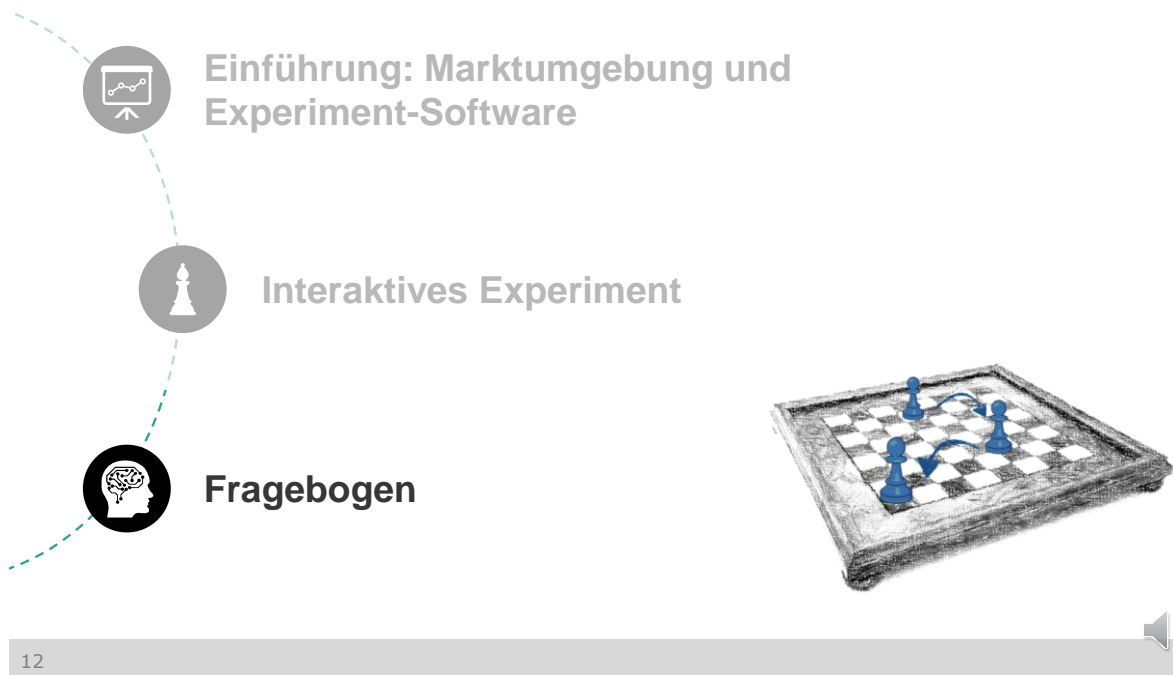 Einführung: Marktumgebung und
Experiment-Software
Interaktives Experiment
Fragebogen
12